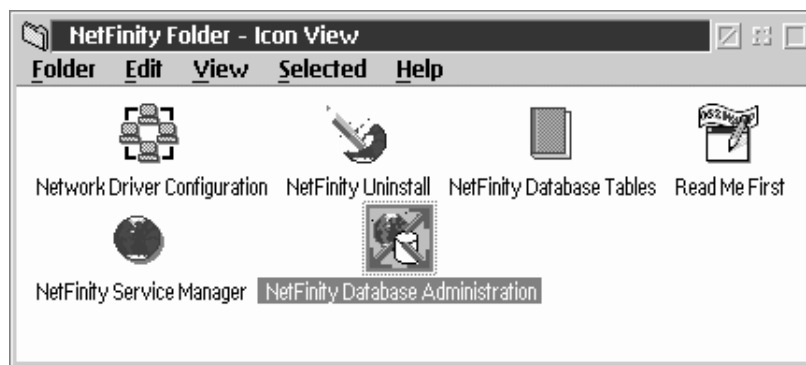 NetFinity Folder - Icon View
Folder Edit View Selected Help
Network Driver Configuration NetFinity Uninstall NetFinity Database Tables Read Me First
NetFinity Service Manager NetFinity Database Administration